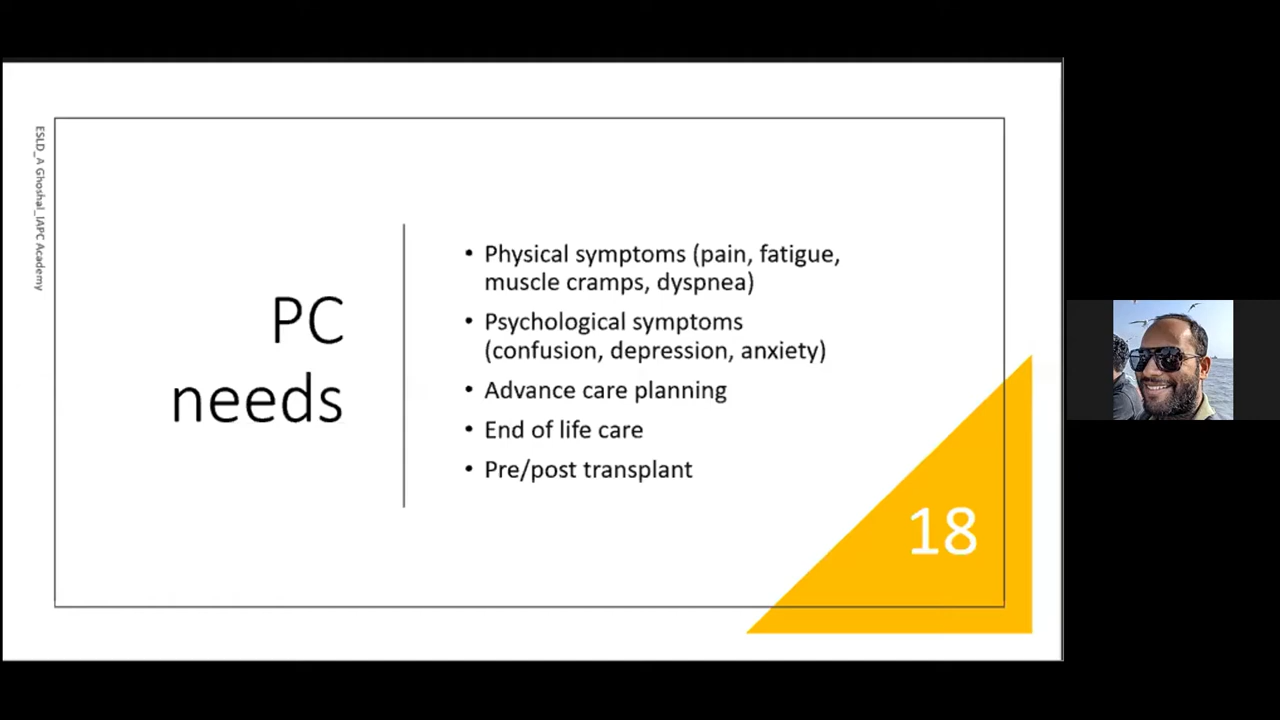 ESLD_A Ghoshal_IAPC Academy
PC
needs
• Physical symptoms (pain, fatigue,
muscle cramps, dyspnea)
• Psychological symptoms
(confusion, depression, anxiety)
• Advance care planning
• End of life care
• Pre/post transplant
18